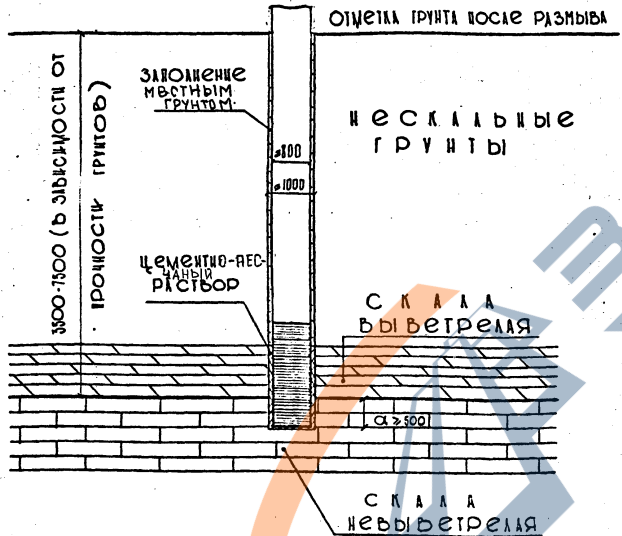 ОТМЕТКА ГРУНТА ПОСЛЕ РАЗМЫВА
3500-7500 (В ЗАВИСИМОСТИ ОТ
ПРОЧНОСТИ ГРУНТОВ)
ЗАПОЛНЕНИЕ
МЕСТНЫМ
ГРУНТОМ.
НЕСКАЛЬНЫЕ
ГРУНТЫ
≈800
≈1000
ЦЕМЕНТНО-ПЕС-
ЧАНЫЙ
РАСТВОР
СКАЛА
ВЫВЕТРЕЛАЯ
a ≥ 500
СКАЛА
НЕВЫВЕТРЕЛАЯ